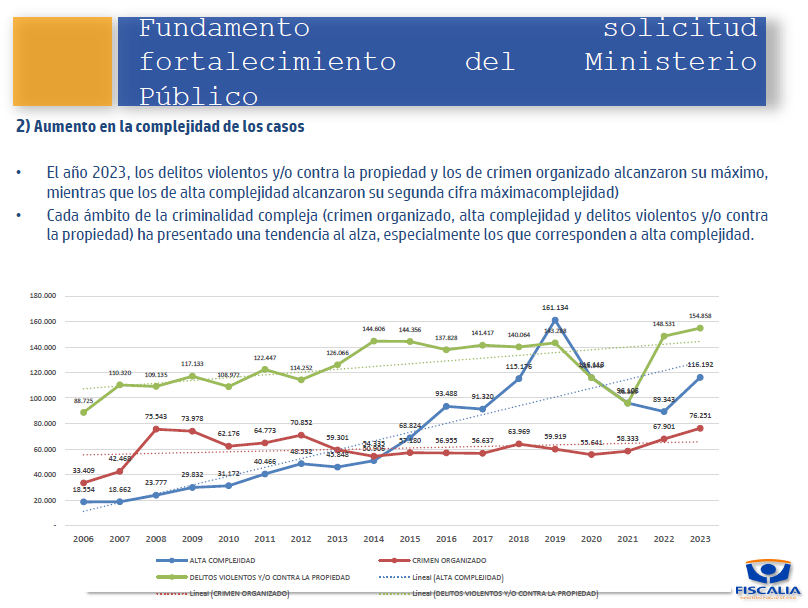 Fundamento solicitud
fortalecimiento del Ministerio
Público
2) Aumento en la complejidad de los casos
• El año 2023, los delitos violentos y/o contra la propiedad y los de crimen organizado alcanzaron su máximo,
mientras que los de alta complejidad alcanzaron su segunda cifra máximacomplejidad)
• Cada ámbito de la criminalidad compleja (crimen organizado, alta complejidad y delitos violentos y/o contra
la propiedad) ha presentado una tendencia al alza, especialmente los que corresponden a alta complejidad.
180.000
160.000
140.000
120.000
100.000
80.000
60.000
40.000
20.000
-
88.725 110.320 109.135 117.133 108.972 122.447 114.252 126.066 144.606 144.356 137.828 141.417 140.064 143.288 148.531 154.858
18.554 18.662 23.777 29.832 31.172 40.466 48.532 45.848 50.906 68.824 93.488 91.320 115.176 161.134 116.148 96.108 89.343 116.192
33.409 42.468 75.543 73.978 62.176 64.773 70.852 59.301 57.180 56.955 56.637 63.969 59.919 55.641 58.333 67.901 76.251
2006 2007 2008 2009 2010 2011 2012 2013 2014 2015 2016 2017 2018 2019 2020 2021 2022 2023
ALTA COMPLEJIDAD CRIMEN ORGANIZADO
DELITOS VIOLENTOS Y/O CONTRA LA PROPIEDAD Lineal (ALTA COMPLEJIDAD)
Lineal (CRIMEN ORGANIZADO) Lineal (DELITOS VIOLENTOS Y/O CONTRA LA PROPIEDAD)
FISCALIA